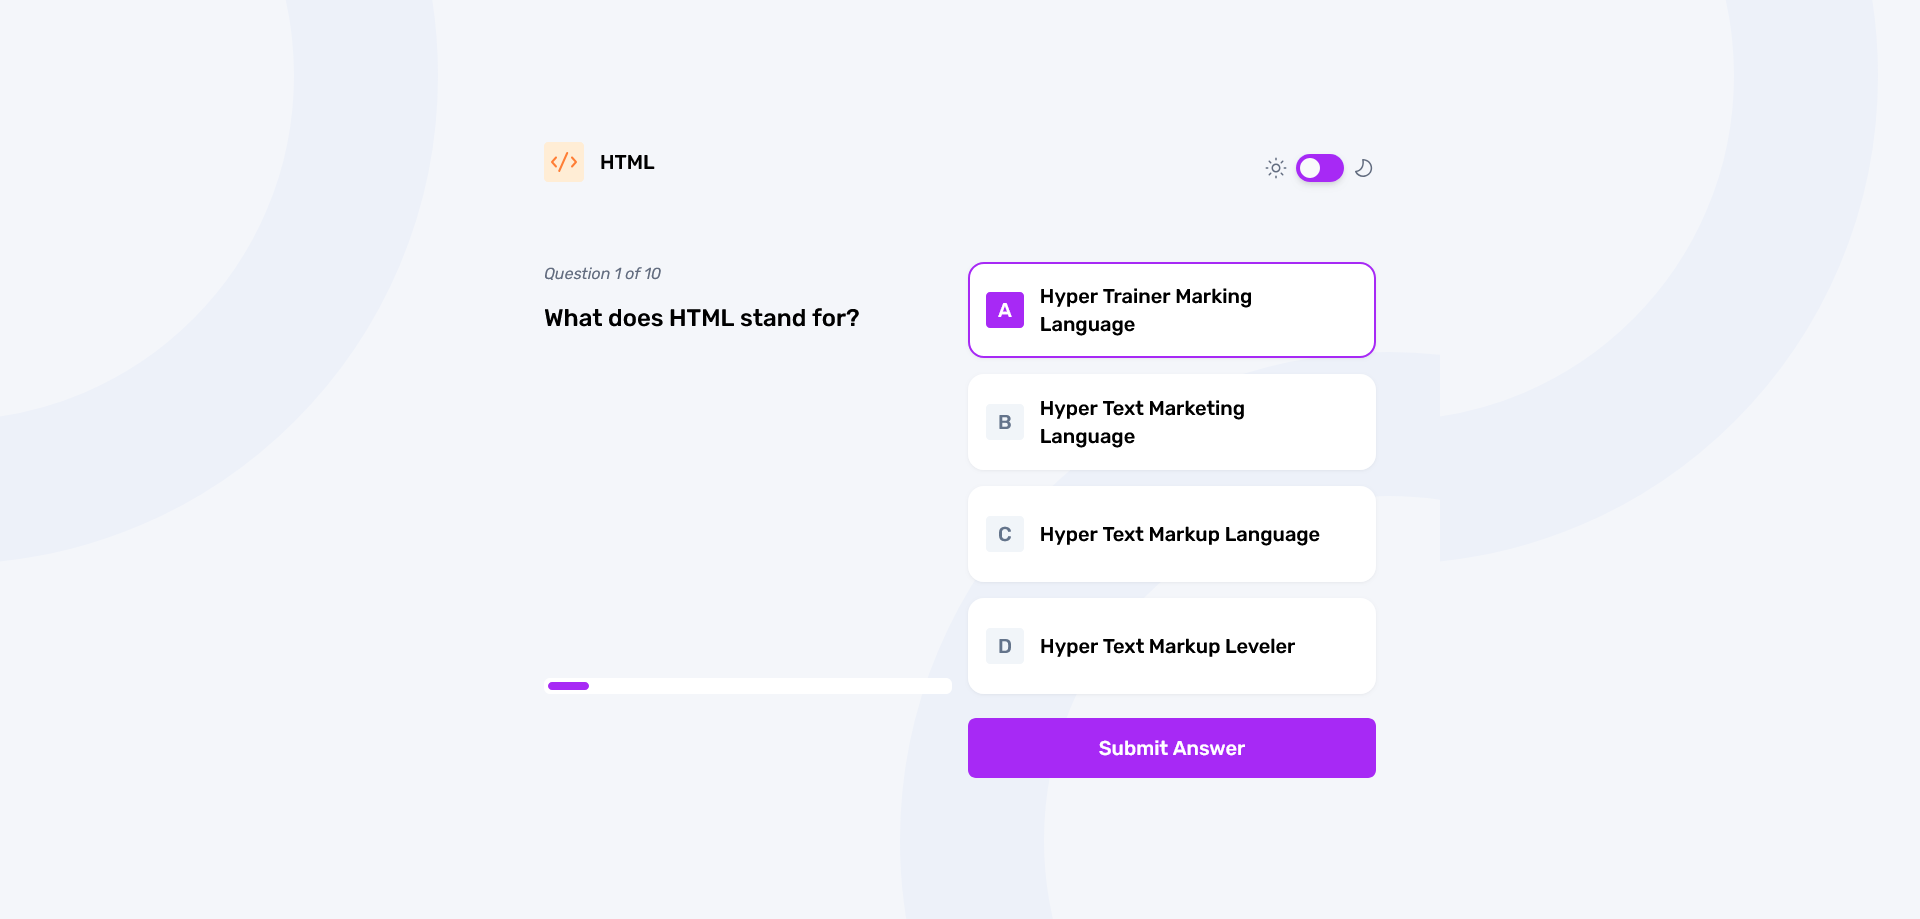 HTML
Question 1 of 10
What does HTML stand for?
A
Hyper Trainer Marking
Language
B
Hyper Text Marketing
Language
C
Hyper Text Markup Language
D
Hyper Text Markup Leveler
Submit Answer